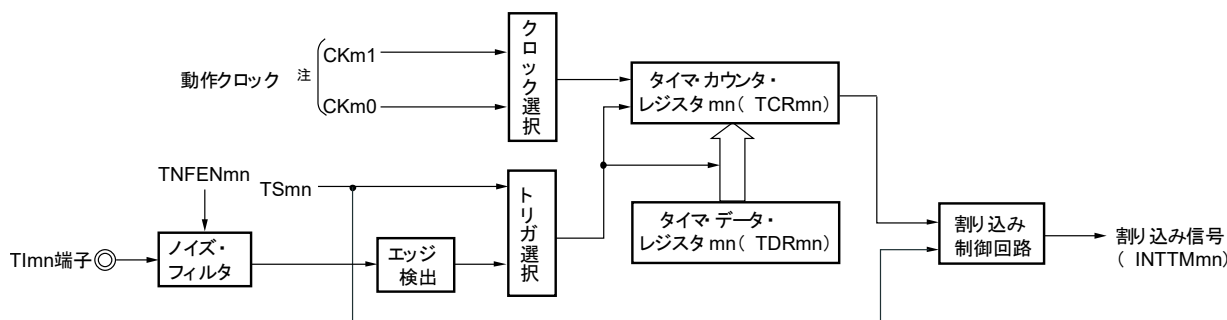 動作クロック
注
CKm1
CKm0
クロック選択
タイマ・カウンタ・
レジスタmn( TCRmn)
TNFENmn
TSmn
トリガ選択
タイマ・データ・
レジスタmn( TDRmn)
TImn端子
ノイズ・
フィルタ
エッジ
検出
割り込み
制御回路
割り込み信号
( INTTMmn)